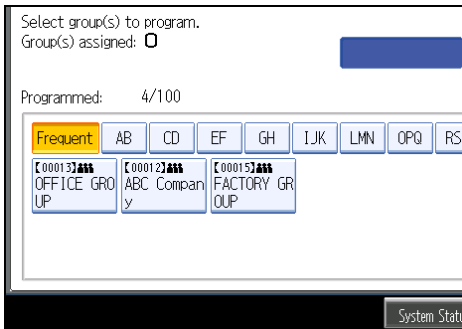 Select group(s) to program.
Group(s) assigned: 0
Programmed: 4/100
Frequent AB CD EF GH IJK LMN OPQ RS
【00013】 【00012】 【00015】
OFFICE GRO ABC Compan FACTORY GR
UP y OUP
System Statu